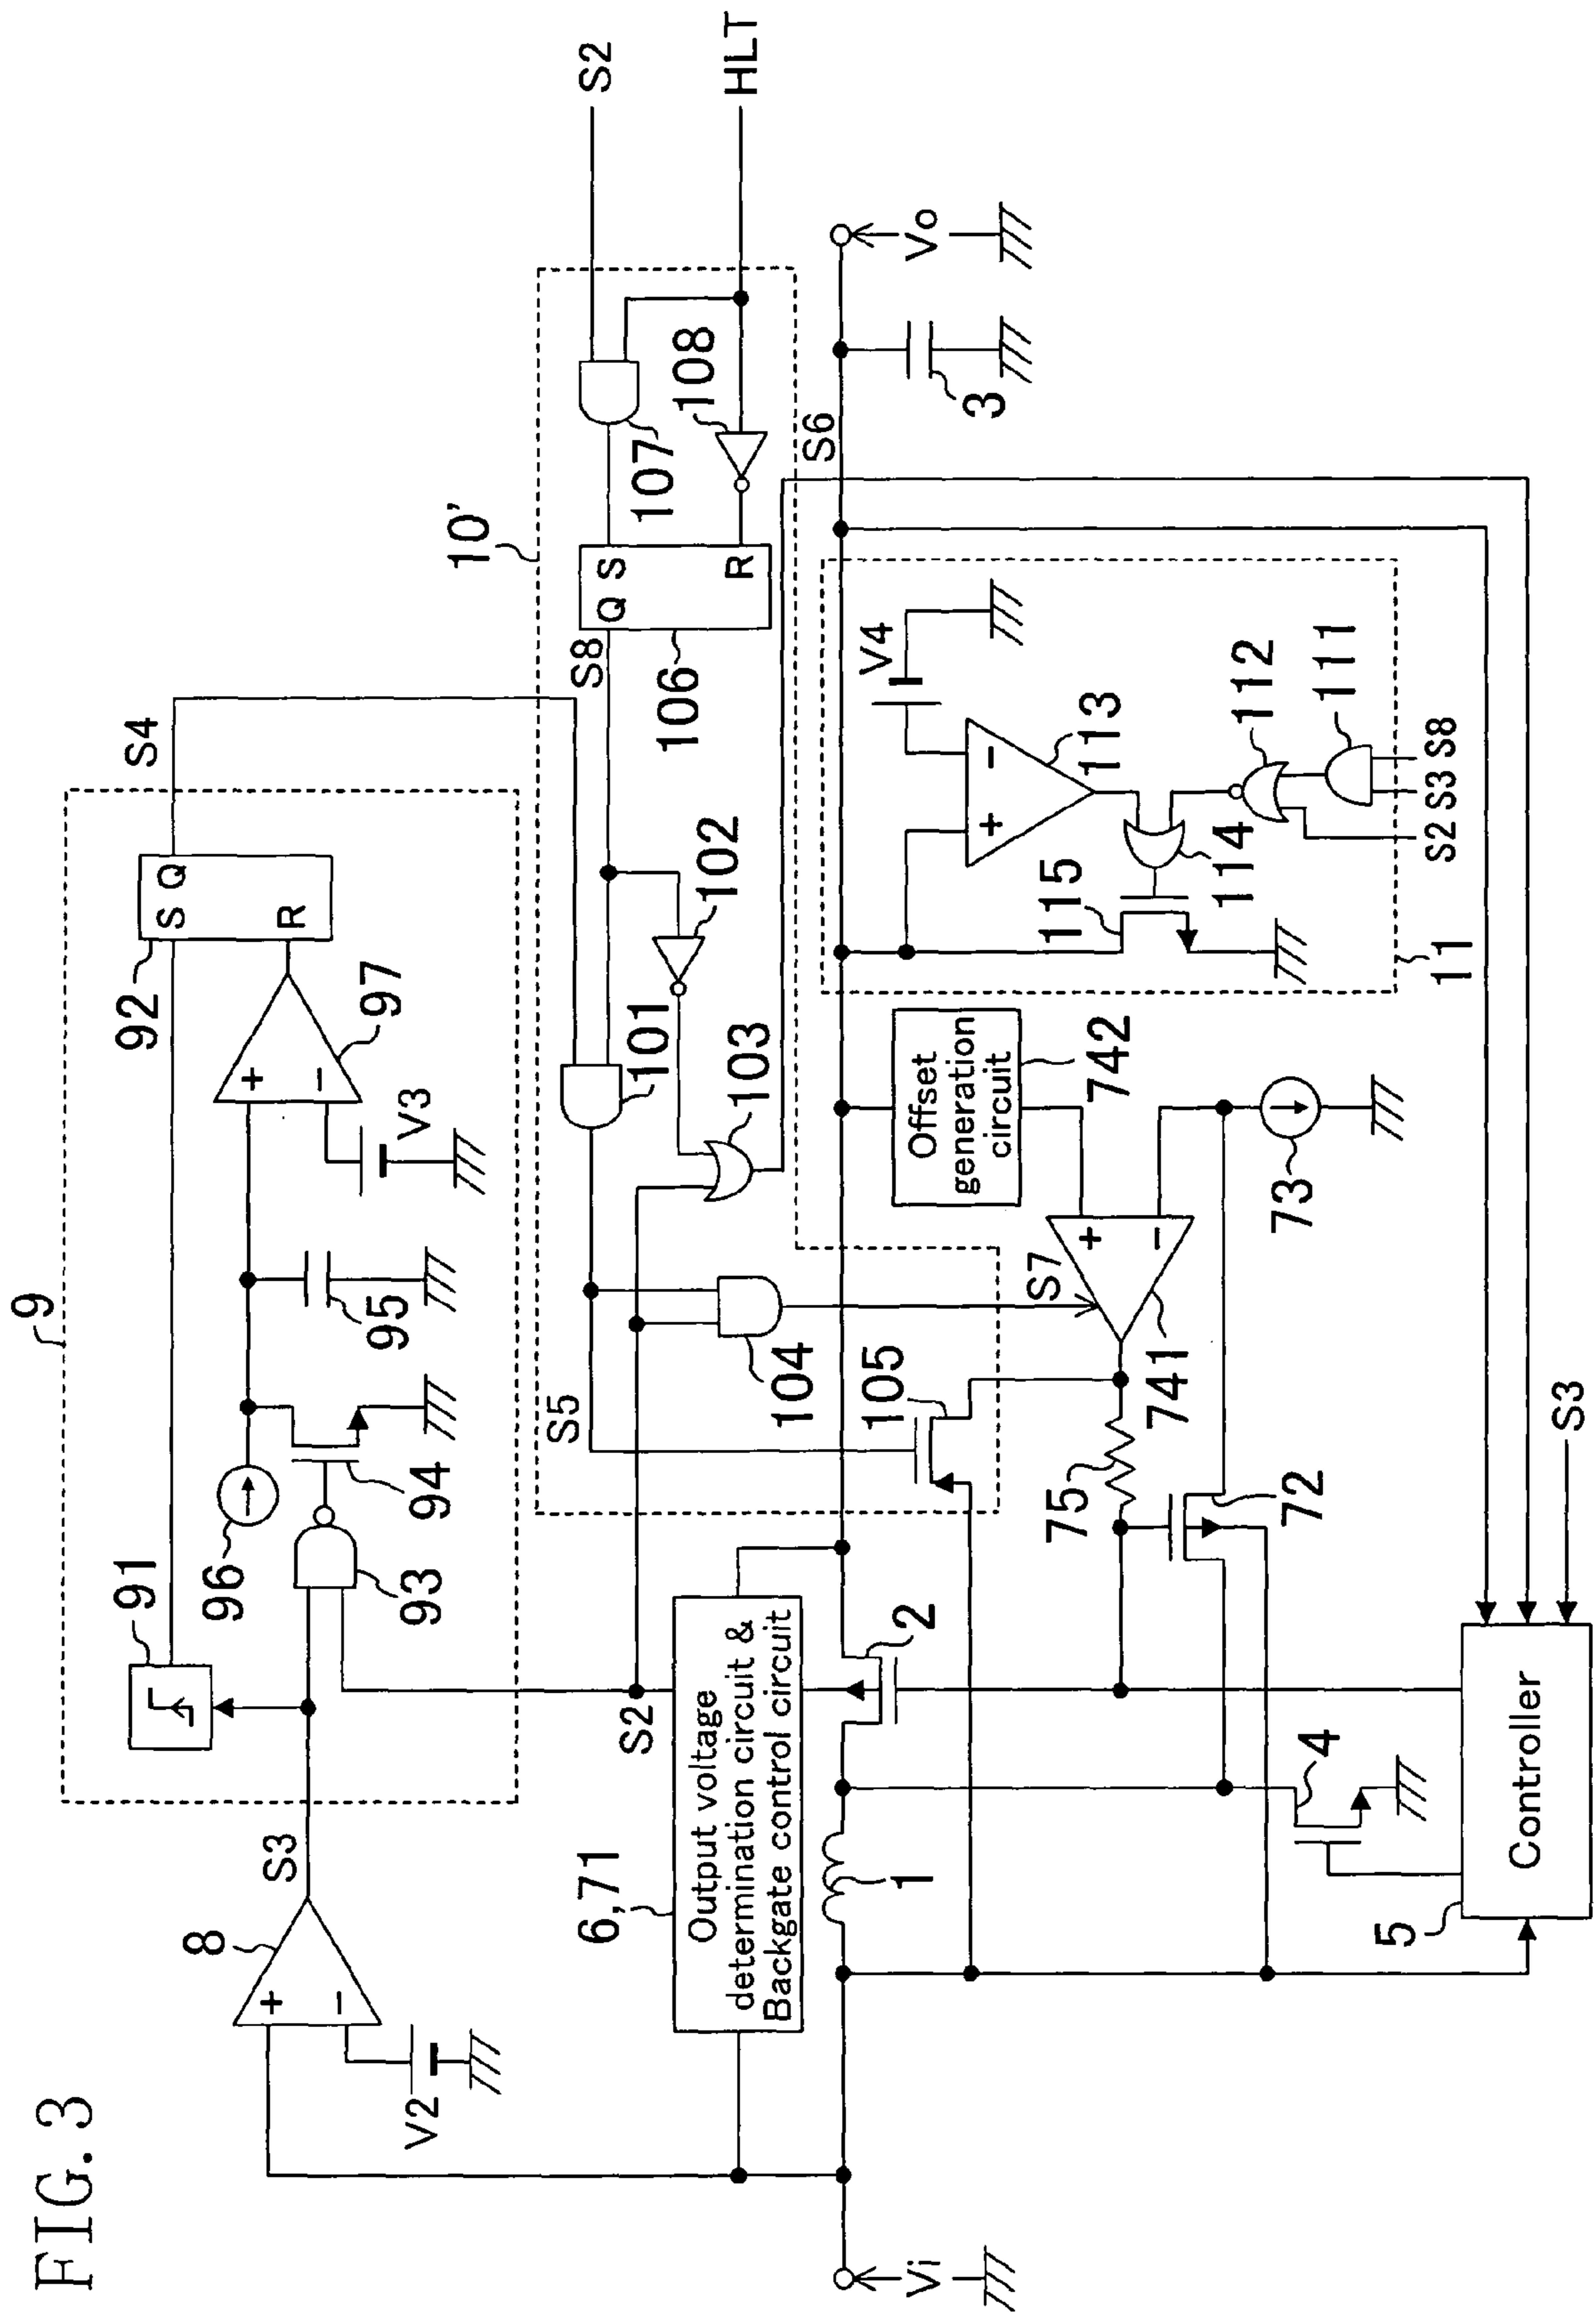 FIG. 3
9
91
92
S4
96
94
93
95
97
V3
8
S3
V2
10'
S2
HLT
107
108
Q S
R
S8
106
101
102
103
104
S5
105
S2
6,71
Output voltage
determination circuit &
Backgate control circuit
S Q
R
S6
S7
Vi
1
2
3
Vo
Offset
generation
circuit
742
741
75
72
73
V4
113
112
111
114
115
S2
S3
S8
11
4
5
Controller
S3
+
−
+
−
+
−
+
−